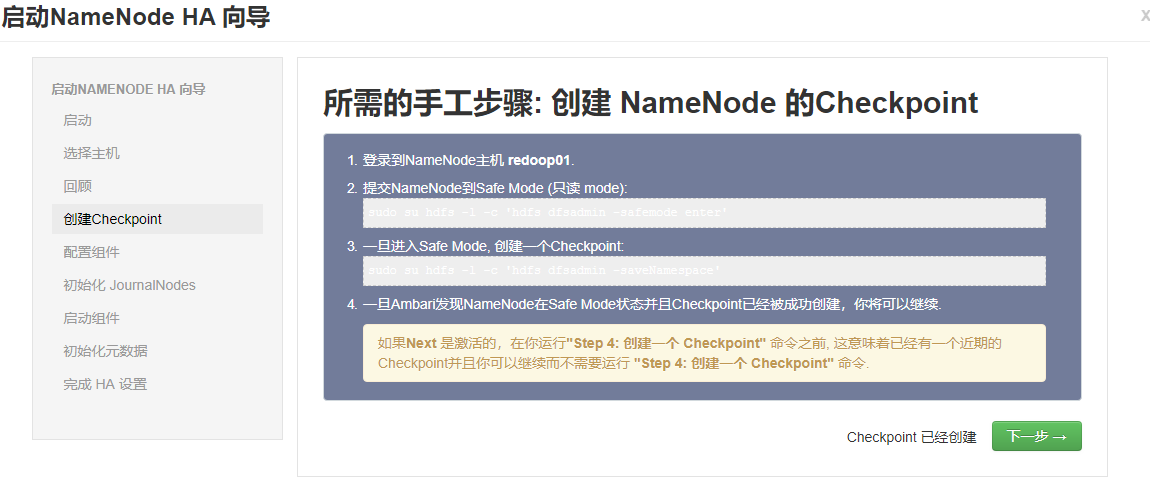 启动NameNode HA 向导
x
启动NAMENODE HA 向导
启动
选择主机
回顾
创建Checkpoint
配置组件
初始化 JournalNodes
启动组件
初始化元数据
完成 HA 设置
所需的手工步骤: 创建 NameNode 的Checkpoint
1. 登录到NameNode主机 redoop01.
2. 提交NameNode到Safe Mode (只读 mode):
sudo su hdfs -l -c 'hdfs dfsadmin -safemode enter'
3. 一旦进入Safe Mode, 创建一个Checkpoint:
sudo su hdfs -l -c 'hdfs dfsadmin -saveNamespace'
4. 一旦Ambari发现NameNode在Safe Mode状态并且Checkpoint已经被成功创建，你将可以继续.
如果Next 是激活的，在你运行"Step 4: 创建一个 Checkpoint" 命令之前, 这意味着已经有一个近期的
Checkpoint并且你可以继续而不需要运行 "Step 4: 创建一个 Checkpoint" 命令.
Checkpoint 已经创建
下一步 →